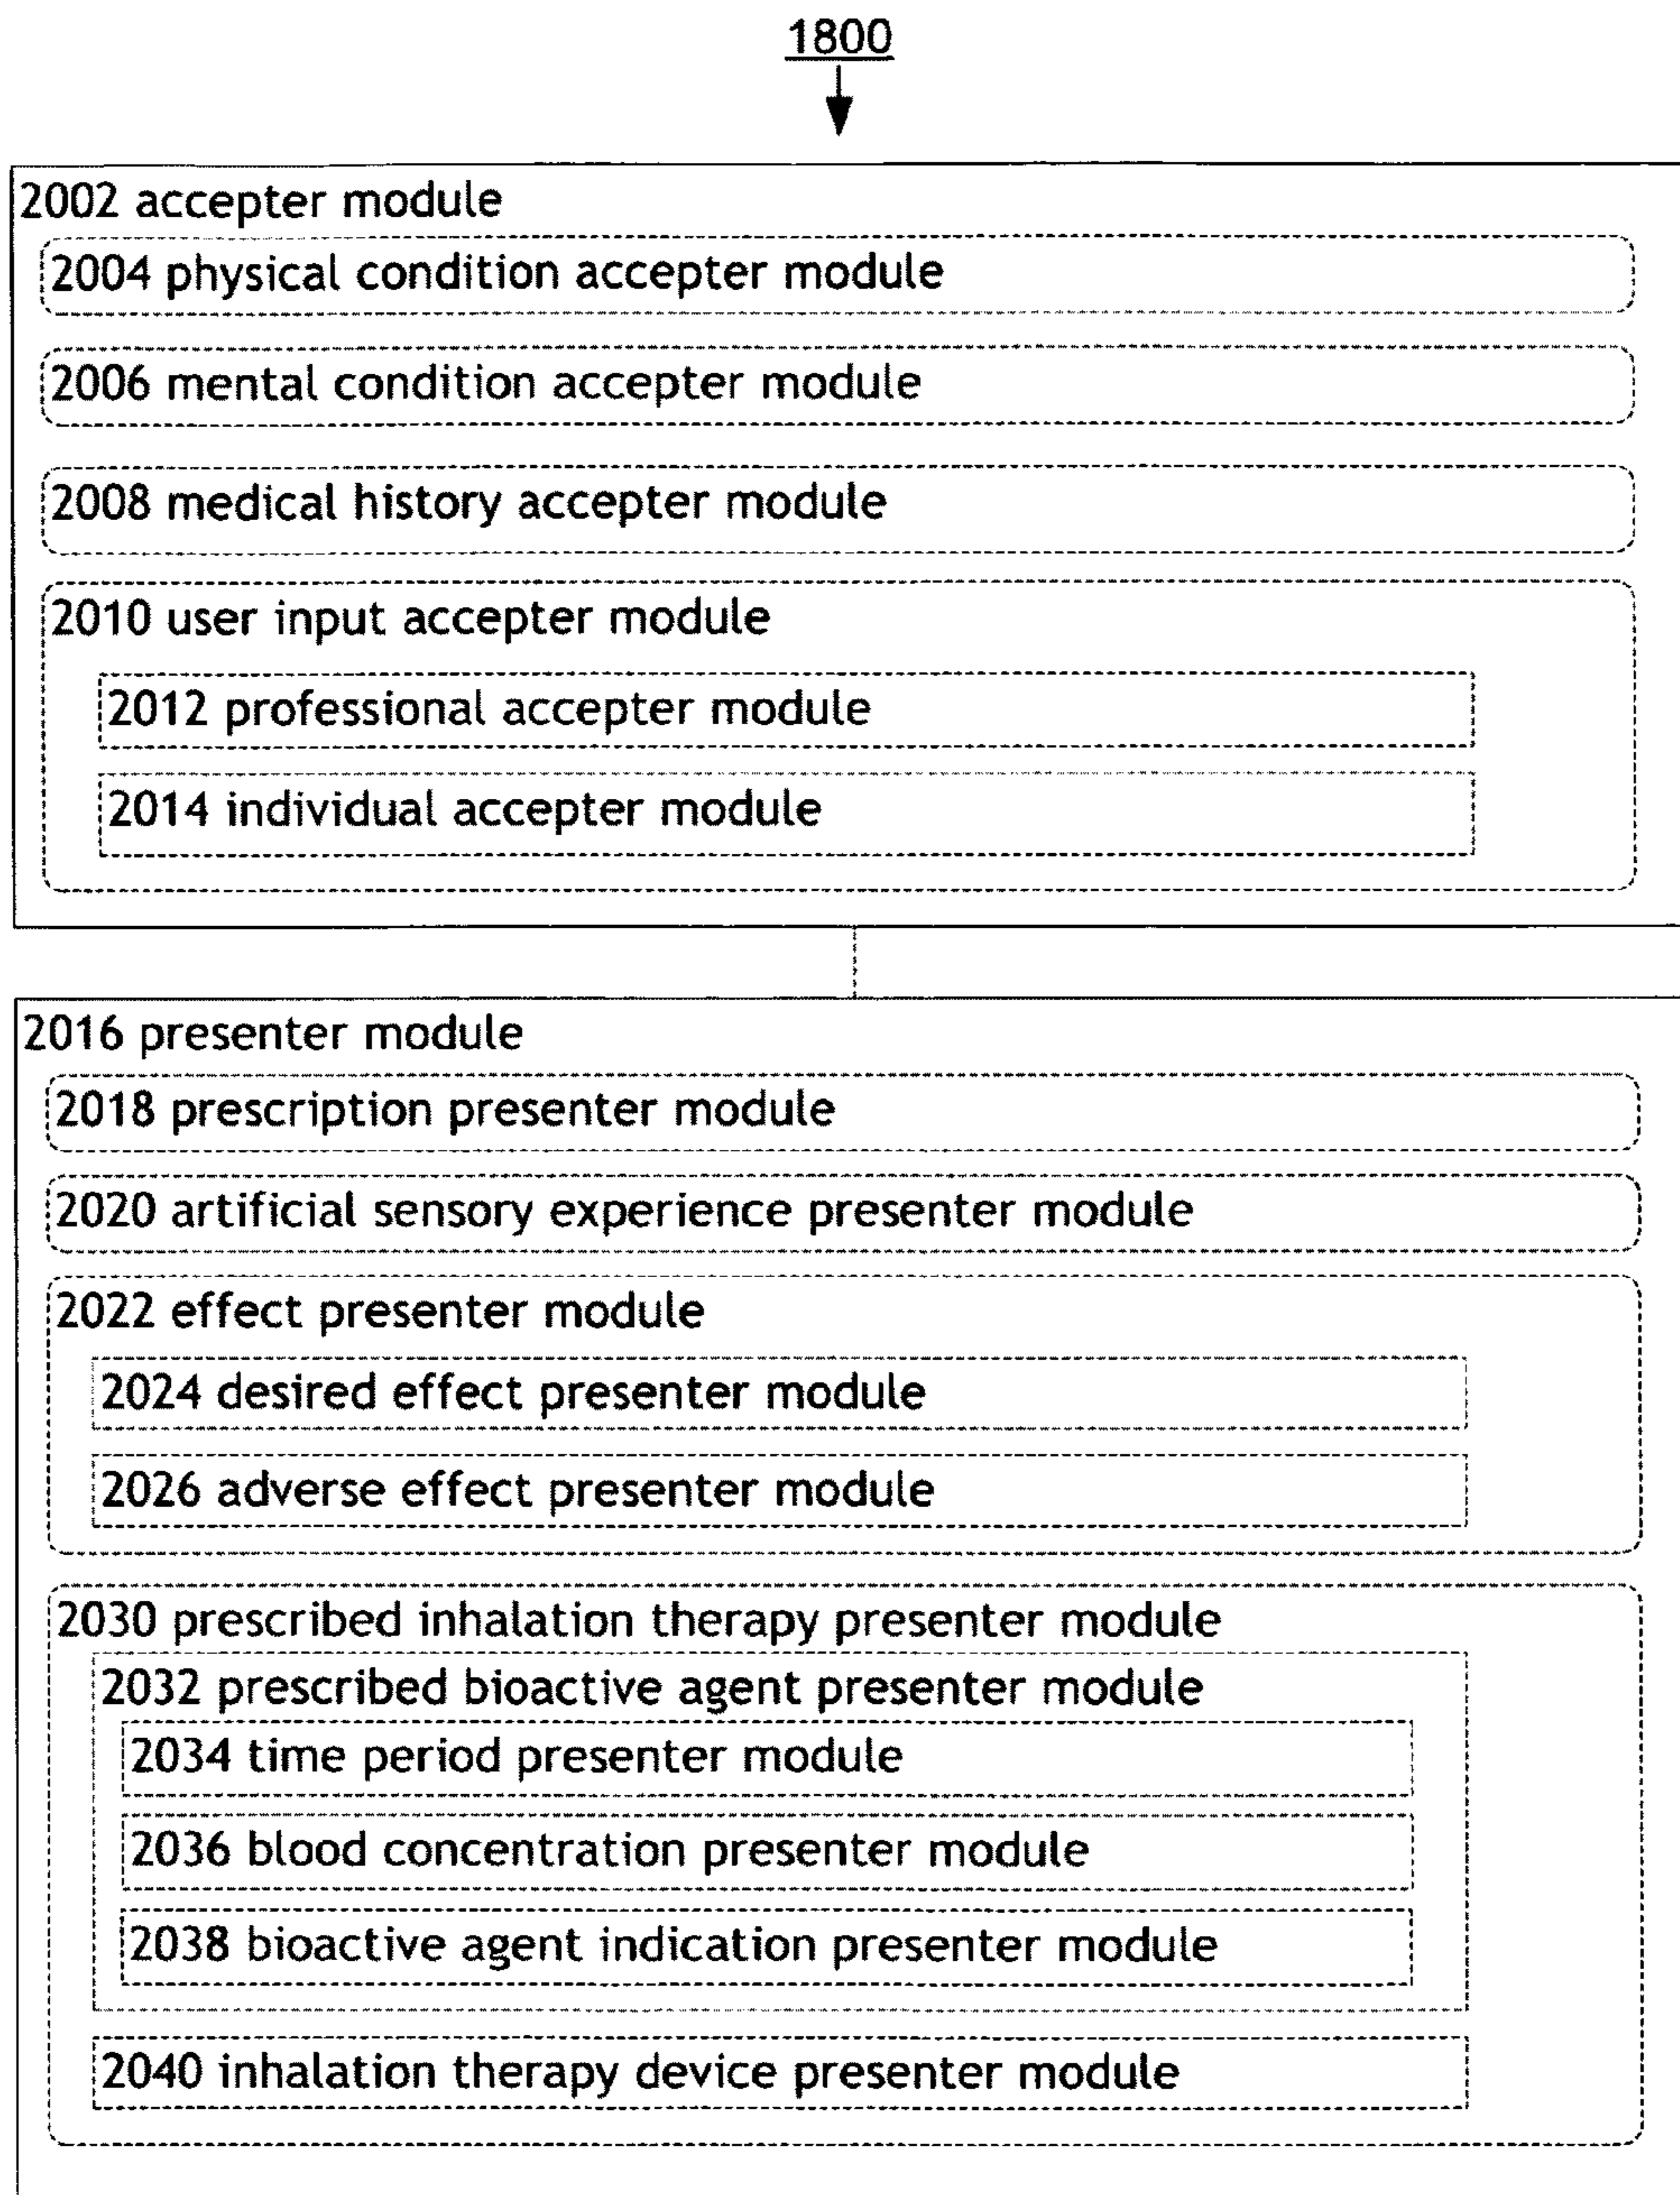 1800
2002 accepter module
2004 physical condition accepter module
2006 mental condition accepter module
2008 medical history accepter module
2010 user input accepter module
2012 professional accepter module
2014 individual accepter module
2016 presenter module
2018 prescription presenter module
2020 artificial sensory experience presenter module
2022 effect presenter module
2024 desired effect presenter module
2026 adverse effect presenter module
2030 prescribed inhalation therapy presenter module
2032 prescribed bioactive agent presenter module
2034 time period presenter module
2036 blood concentration presenter module
2038 bioactive agent indication presenter module
2040 inhalation therapy device presenter module